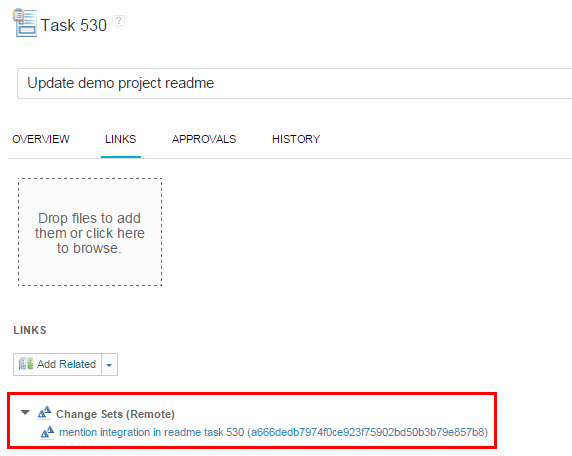 Task 530 ?
Update demo project readme
OVERVIEW LINKS APPROVALS HISTORY
Drop files to add
them or click here
to browse.
LINKS
Add Related
Change Sets (Remote)
mention integration in readme task 530 (a666dedb7974f0ce923f75902bd50b3b79e857b8)